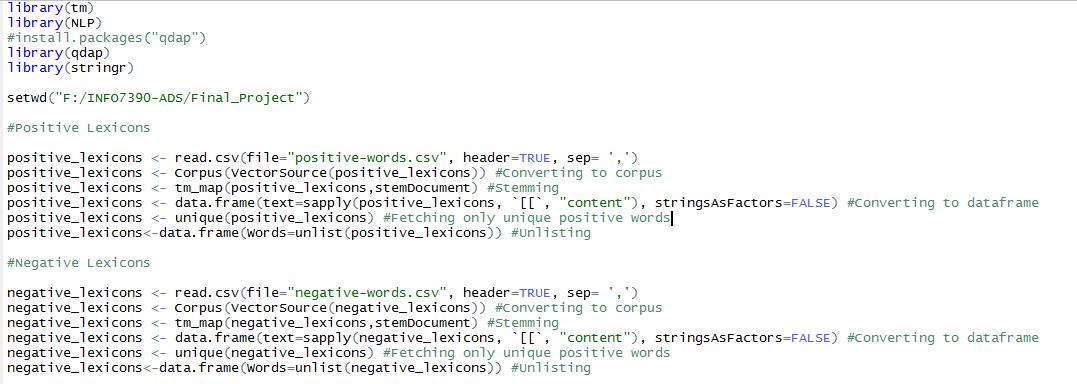 library(tm)
library(NLP)
#install.packages("qdap")
library(qdap)
library(stringr)
setwd("F:/INFO7390-ADS/Final_Project")
#Positive Lexicons
positive_lexicons <- read.csv(file="positive-words.csv", header=TRUE, sep= ',')
positive_lexicons <- Corpus(VectorSource(positive_lexicons)) #Converting to corpus
positive_lexicons <- tm_map(positive_lexicons,stemDocument) #Stemming
positive_lexicons <- data.frame(text=sapply(positive_lexicons, `[[`, "content"), stringsAsFactors=FALSE) #Converting to dataframe
positive_lexicons <- unique(positive_lexicons) #Fetching only unique positive words
positive_lexicons<-data.frame(Words=unlist(positive_lexicons)) #Unlisting
#Negative Lexicons
negative_lexicons <- read.csv(file="negative-words.csv", header=TRUE, sep= ',')
negative_lexicons <- Corpus(VectorSource(negative_lexicons)) #Converting to corpus
negative_lexicons <- tm_map(negative_lexicons,stemDocument) #Stemming
negative_lexicons <- data.frame(text=sapply(negative_lexicons, `[[`, "content"), stringsAsFactors=FALSE) #Converting to dataframe
negative_lexicons <- unique(negative_lexicons) #Fetching only unique positive words
negative_lexicons<-data.frame(Words=unlist(negative_lexicons)) #Unlisting